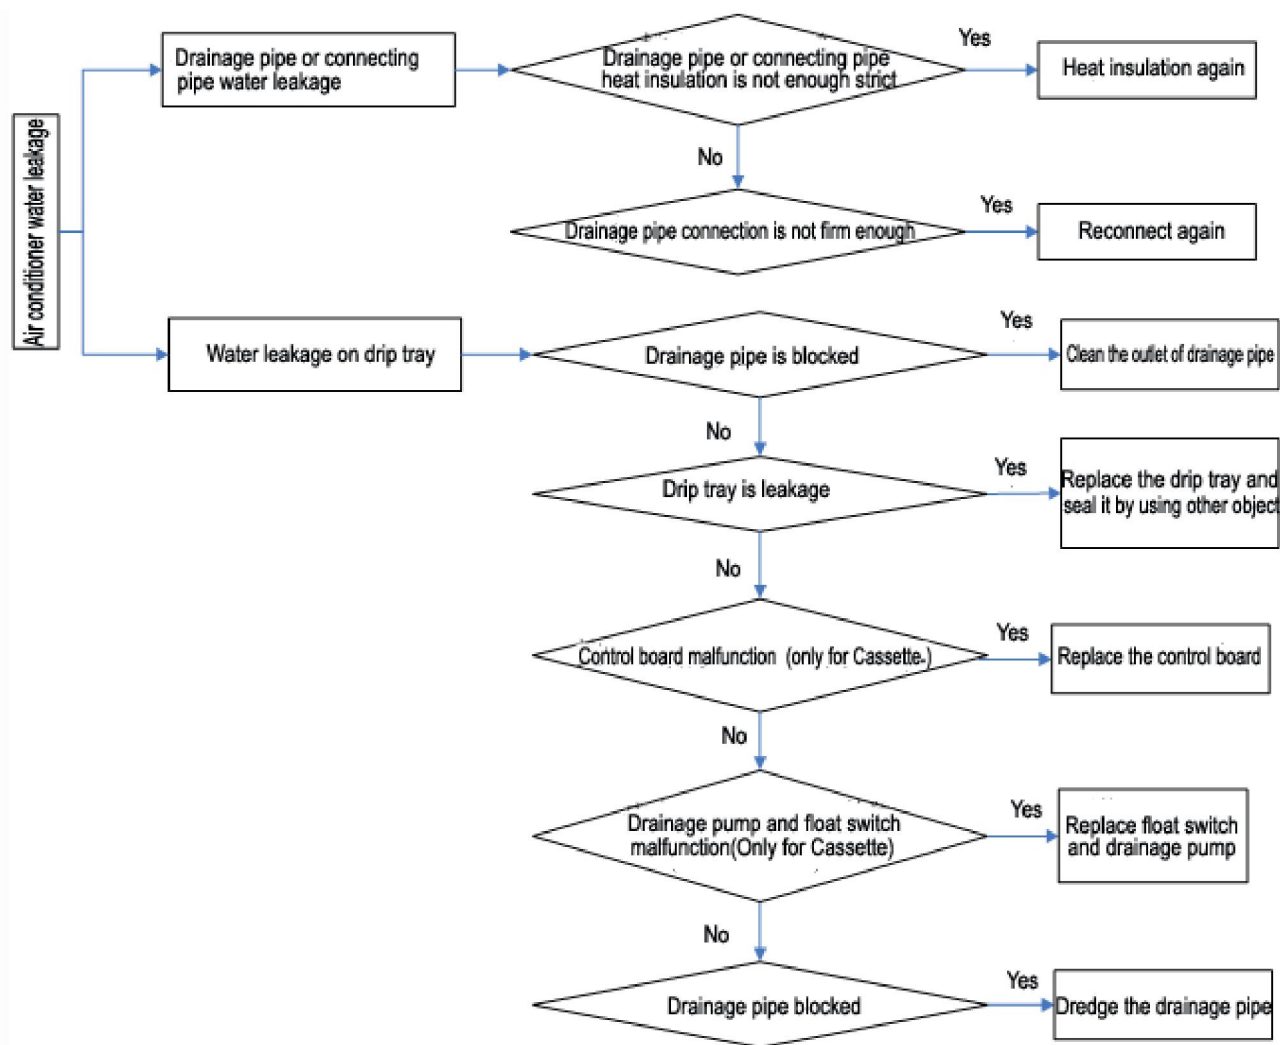 Air conditioner water leakage
Drainage pipe or connecting
pipe water leakage
Drainage pipe or connecting pipe
heat insulation is not enough strict
Yes
Heat insulation again
No
Drainage pipe connection is not firm enough
Yes
Reconnect again
Water leakage on drip tray
Drainage pipe is blocked
Yes
Clean the outlet of drainage pipe
No
Drip tray is leakage
Yes
Replace the drip tray and
seal it by using other object
No
Control board malfunction (only for Cassette )
Yes
Replace the control board
No
Drainage pump and float switch
malfunction(Only for Cassette)
Yes
Replace float switch
and drainage pump
No
Drainage pipe blocked
Yes
Dredge the drainage pipe